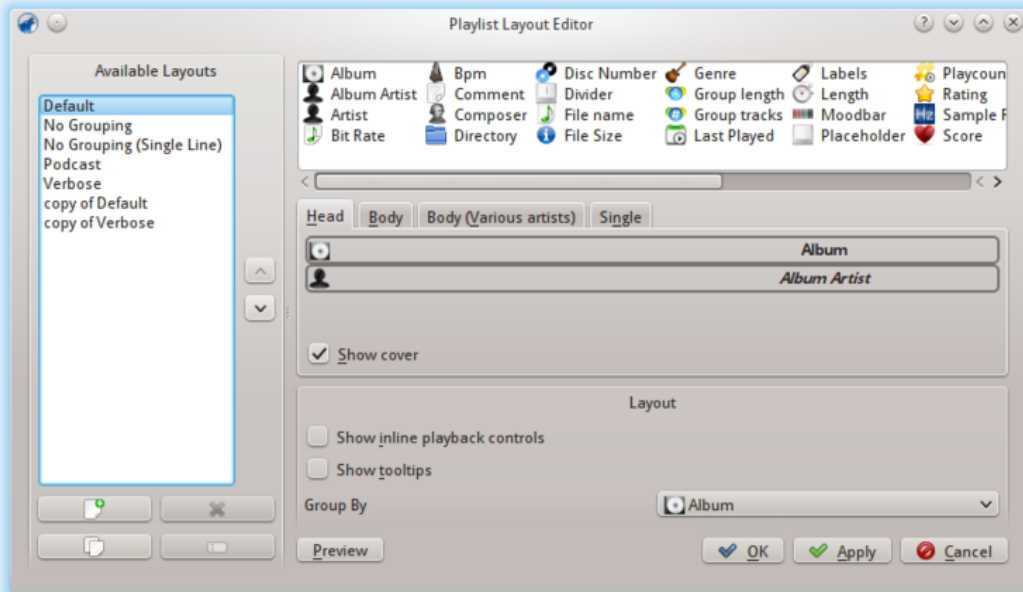 Playlist Layout Editor
Available Layouts
Default
No Grouping
No Grouping (Single Line)
Podcast
Verbose
copy of Default
copy of Verbose
Album Bpm Disc Number Genre Labels Playcoun
Album Artist Comment Divider Group length Length Rating
Artist Composer File name Group tracks Moodbar Sample F
Bit Rate Directory File Size Last Played Placeholder Score
Head Body Body (Various artists) Single
Album
Album Artist
Show cover
Layout
Show inline playback controls
Show tooltips
Group By Album
Preview OK Apply Cancel